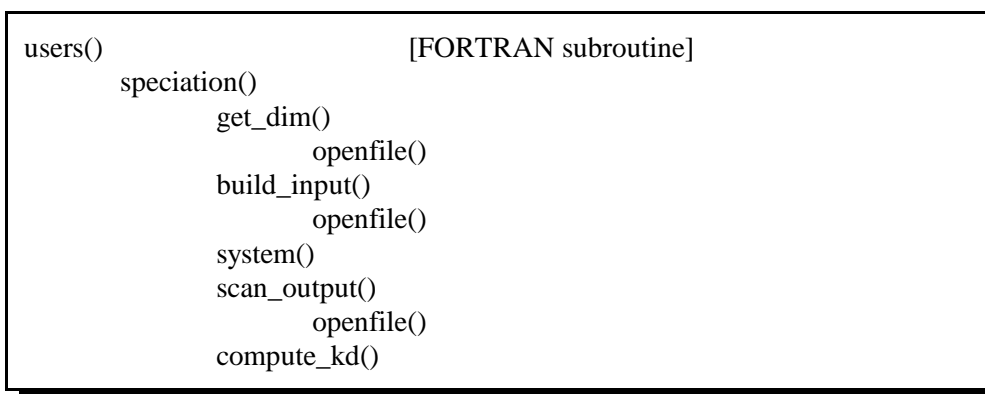 users() [FORTRAN subroutine]
speciation()
get_dim()
openfile()
build_input()
openfile()
system()
scan_output()
openfile()
compute_kd()